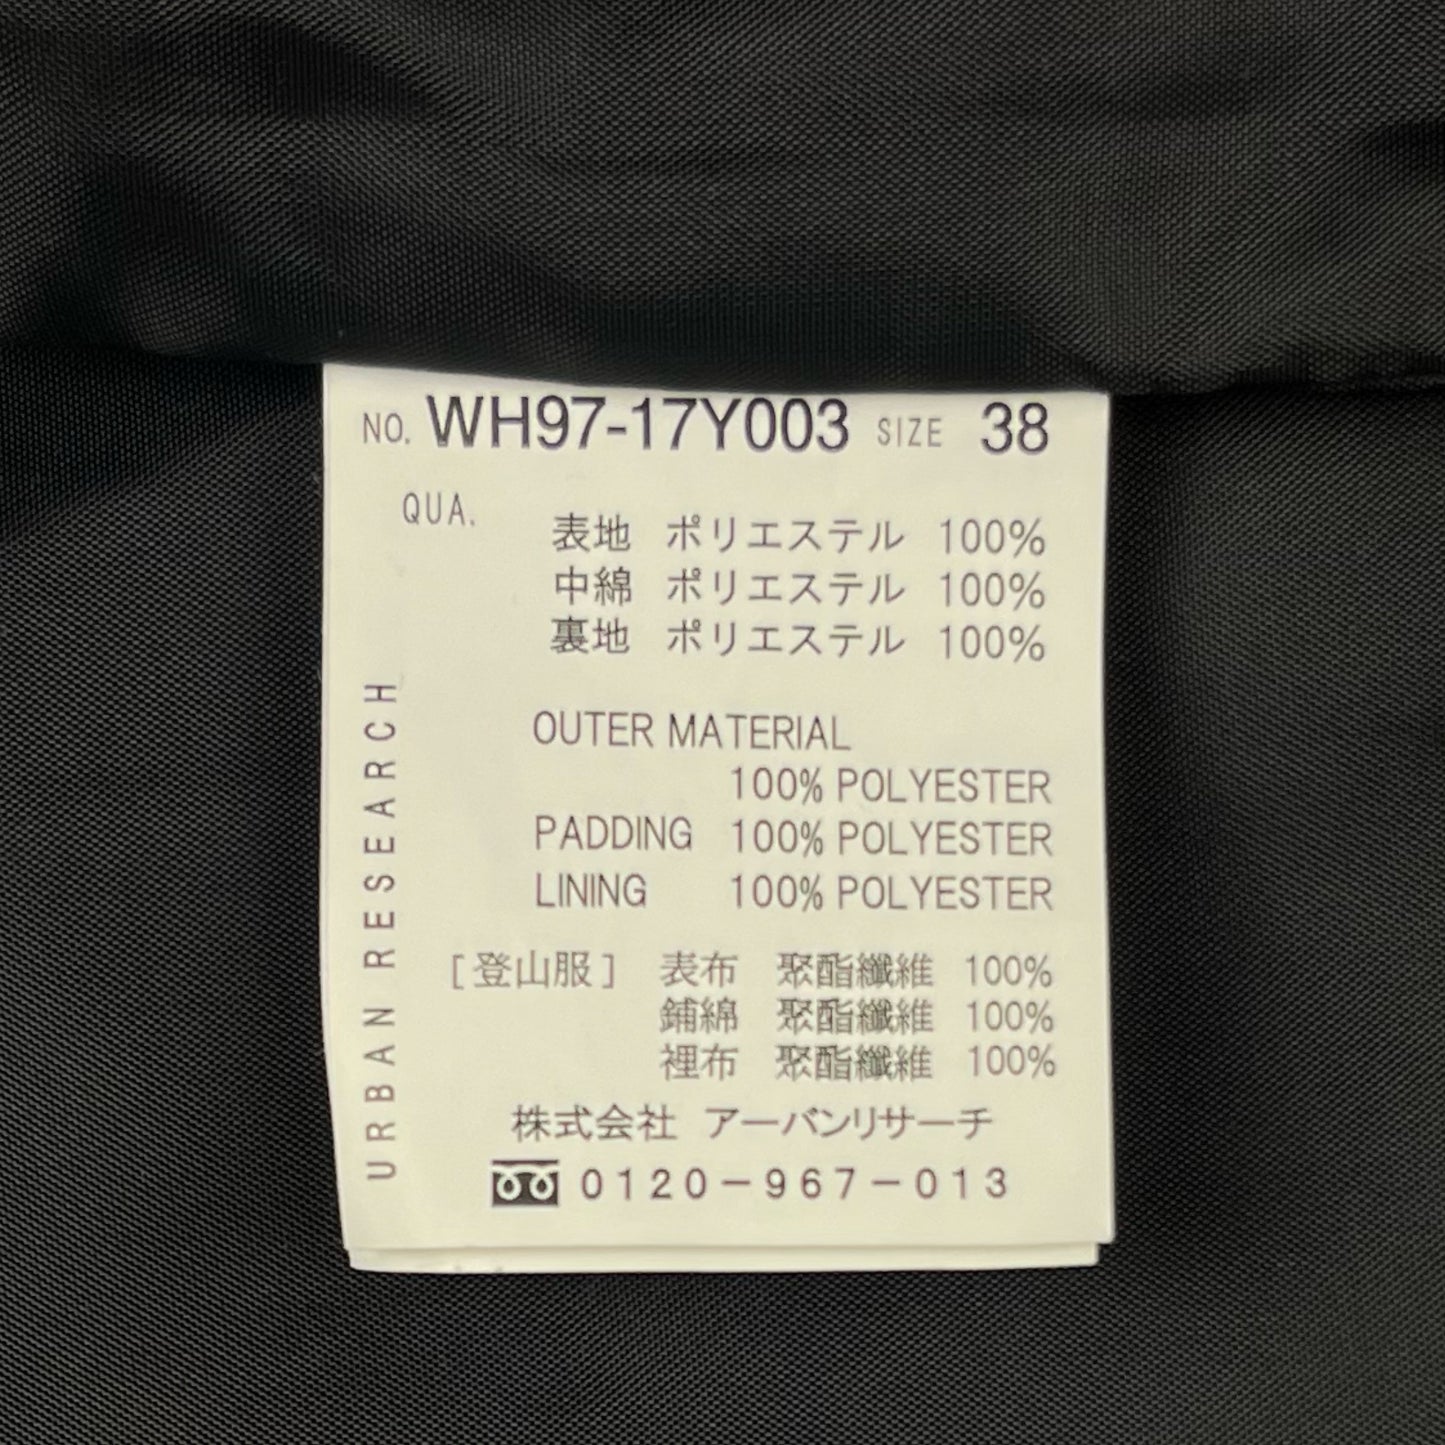 NO. WH97-17Y003 SIZE 38
QUA.
表地 ポリエステル 100%
中綿 ポリエステル 100%
裏地 ポリエステル 100%
OUTER MATERIAL
100% POLYESTER
PADDING 100% POLYESTER
LINING 100% POLYESTER
[登山服] 表布 聚酯纖維 100%
鋪綿 聚酯纖維 100%
裡布 聚酯纖維 100%
株式会社 アーバンリサーチ
0120-967-013
URBAN RESEARCH